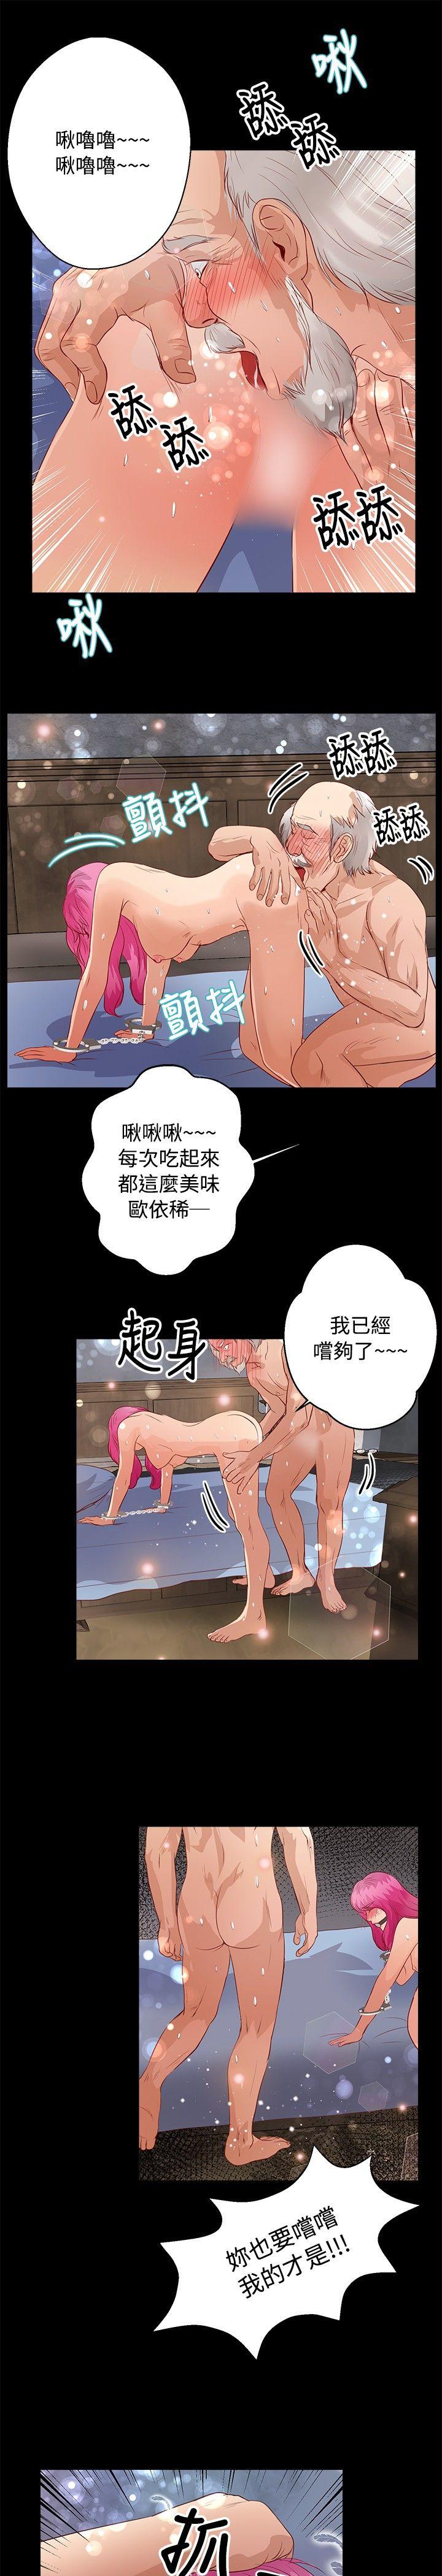 啾
舔
舔
啾嚕嚕~~~
啾嚕嚕~~~
舔
舔
舔舔
啾
舔舔
舔舔
顫抖
顫抖
啾啾啾~~~
每次吃起來
都這麼美味
歐依稀—
起身
我已經
嚐夠了~~~
妳也要嚐嚐
我的才是!!!
抓